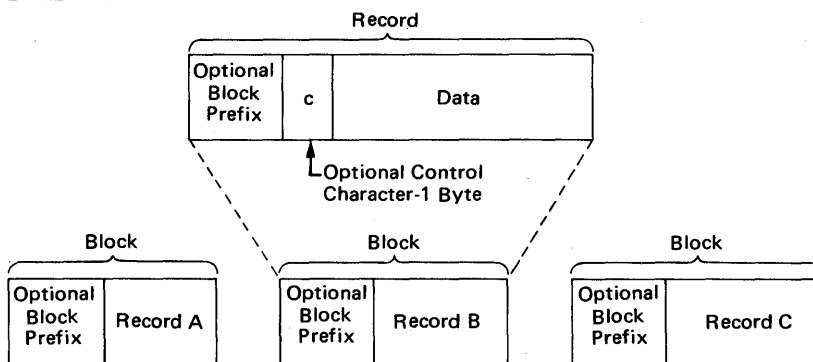 Record
Optional
Block
Prefix
c
Data
Optional Control
Character-1 Byte
Block
Block
Block
Optional
Block
Prefix
Record A
Optional
Block
Prefix
Record B
Optional
Block
Prefix
Record C